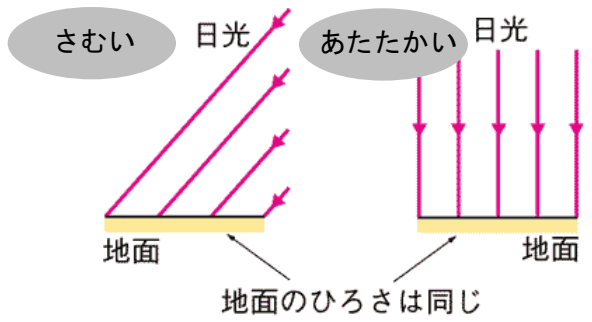 さむい
日光
あたたかい
日光
地面
地面
地面のひろさは同じ